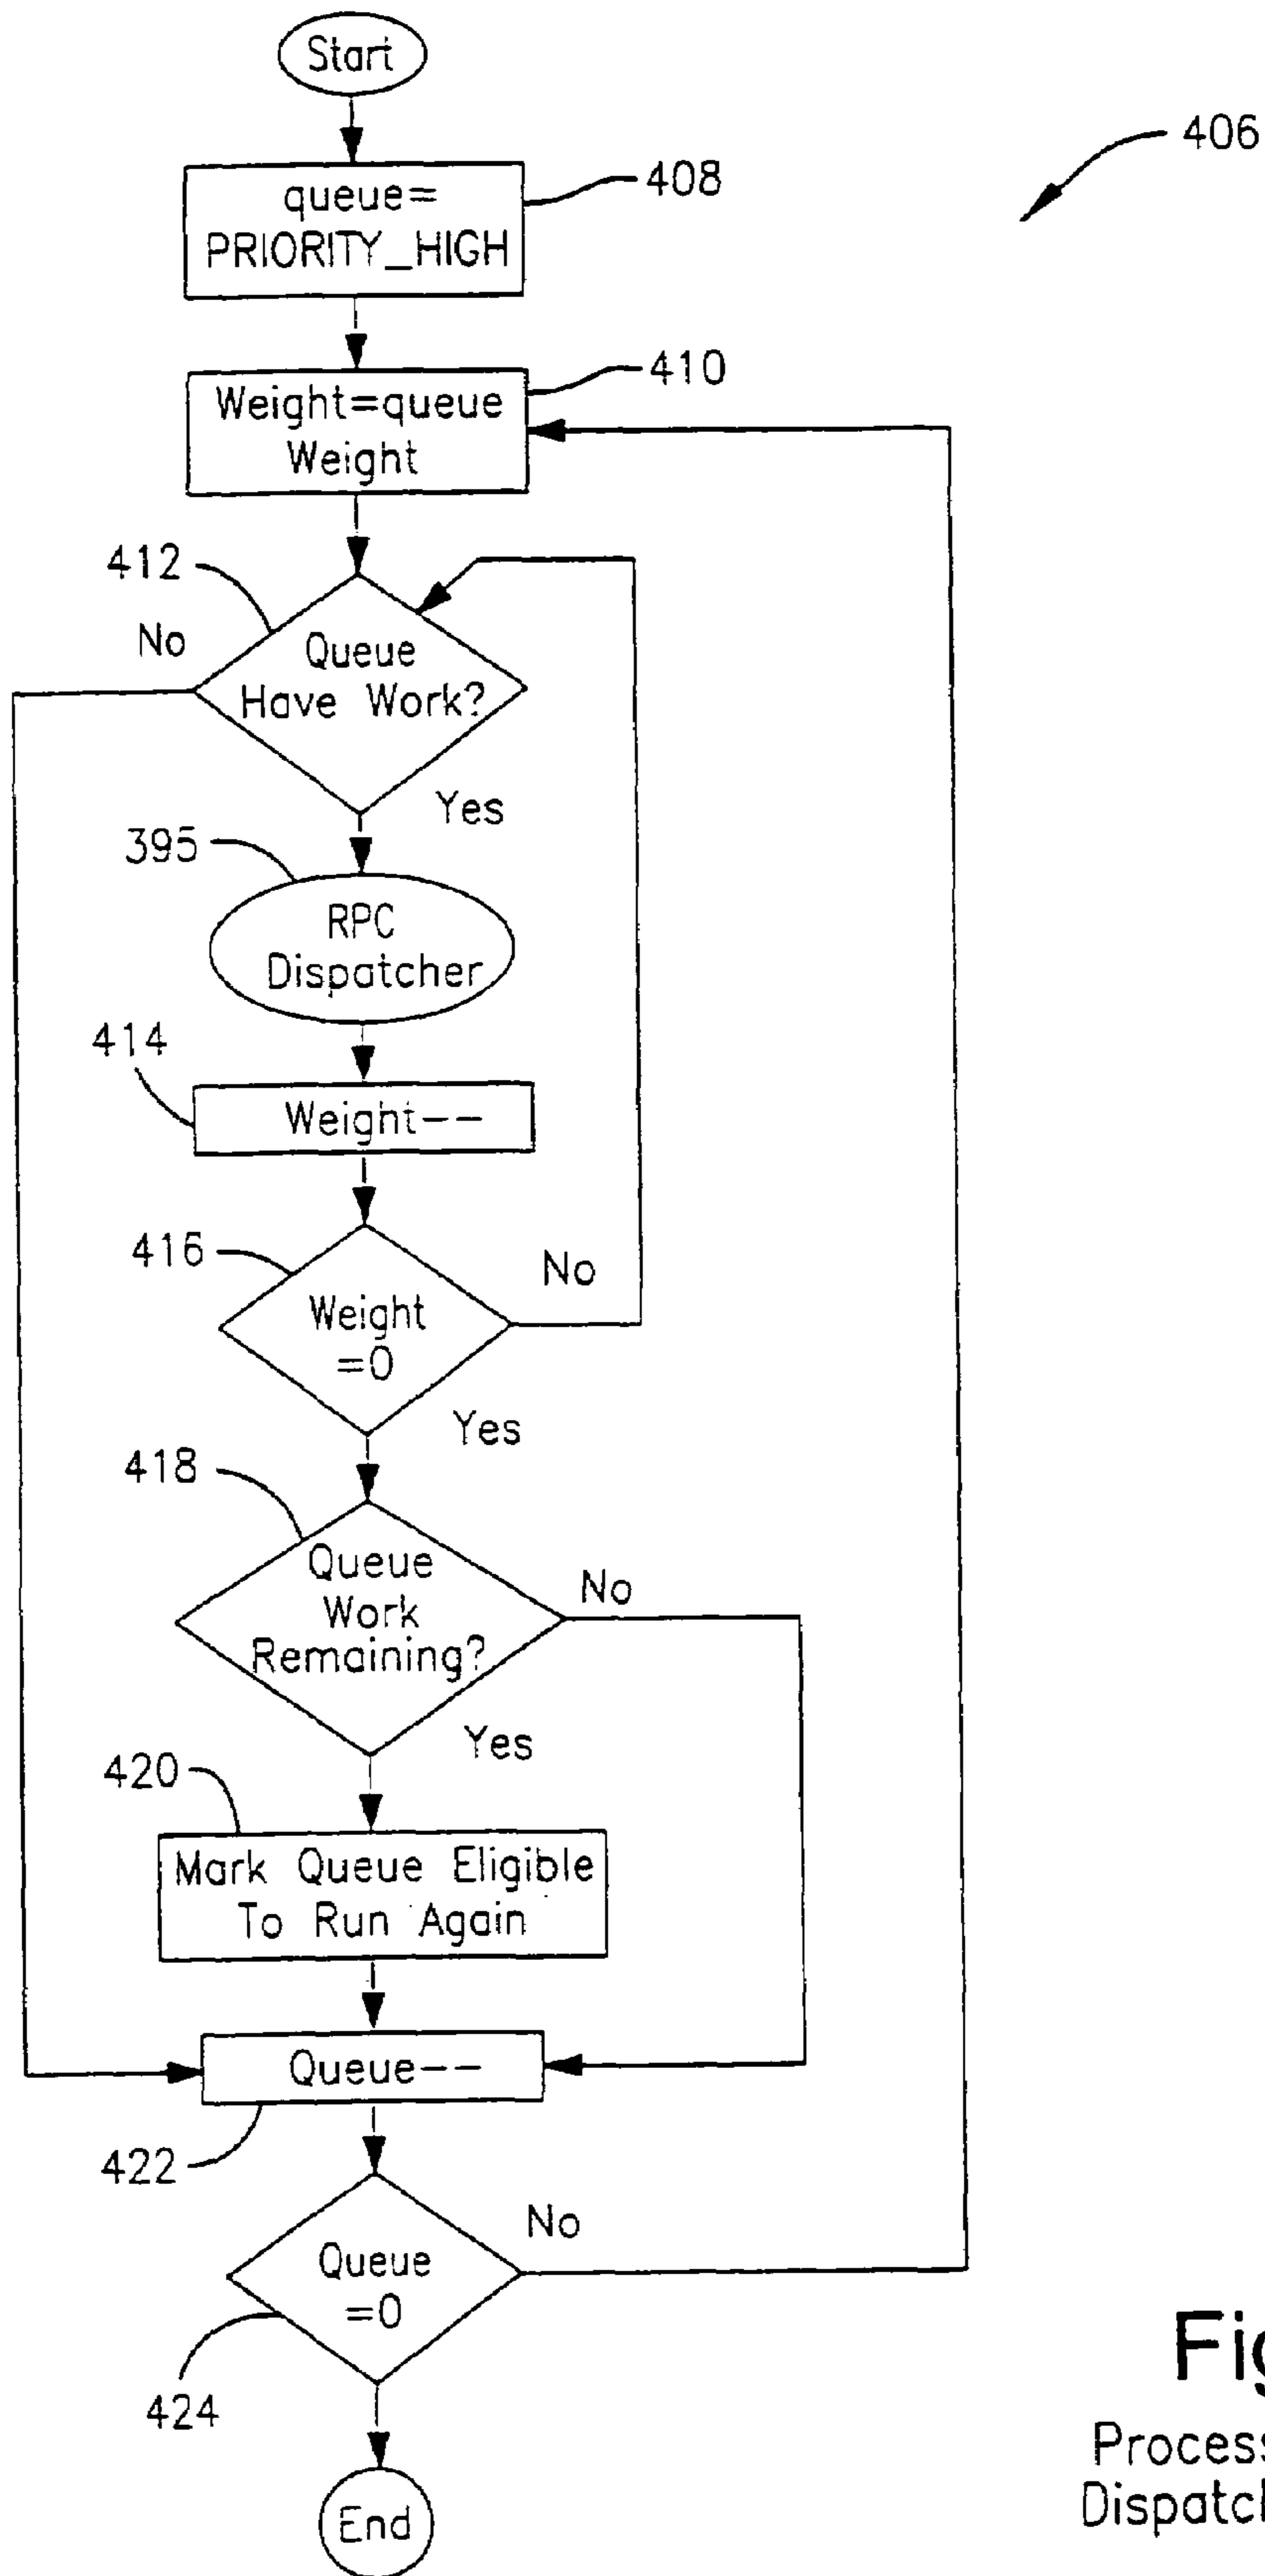 Start
406
queue=
PRIORITY_HIGH
408
Weight=queue
Weight
410
412
No
Queue
Have Work?
Yes
395
RPC
Dispatcher
414
Weight--
416
No
Weight
=0
Yes
418
Queue
Work
Remaining?
No
Yes
420
Mark Queue Eligible
To Run Again
Queue--
422
No
Queue
=0
424
End